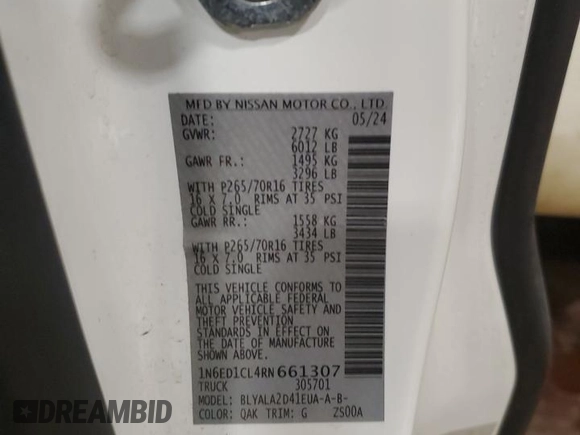 MFD BY NISSAN MOTOR CO., LTD.
DATE: 05/24
GVWR: 2727 KG
6012 LB
GAWR FR.: 1495 KG
3296 LB
WITH P265/70R16 TIRES
16 X 7.0 RIMS AT 35 PSI
COLD SINGLE
GAWR RR.: 1558 KG
3434 LB
WITH P265/70R16 TIRES
16 X 7.0 RIMS AT 35 PSI
COLD SINGLE
THIS VEHICLE CONFORMS TO
ALL APPLICABLE FEDERAL
MOTOR VEHICLE SAFETY AND
THEFT PREVENTION
STANDARDS IN EFFECT ON
THE DATE OF MANUFACTURE
SHOWN ABOVE.
1N6ED1CL4RN661307
TRUCK 305701
MODEL: BLYALA2D41EUA-A-B-
COLOR: QAK TRIM: G ZS00A
DREAMBID